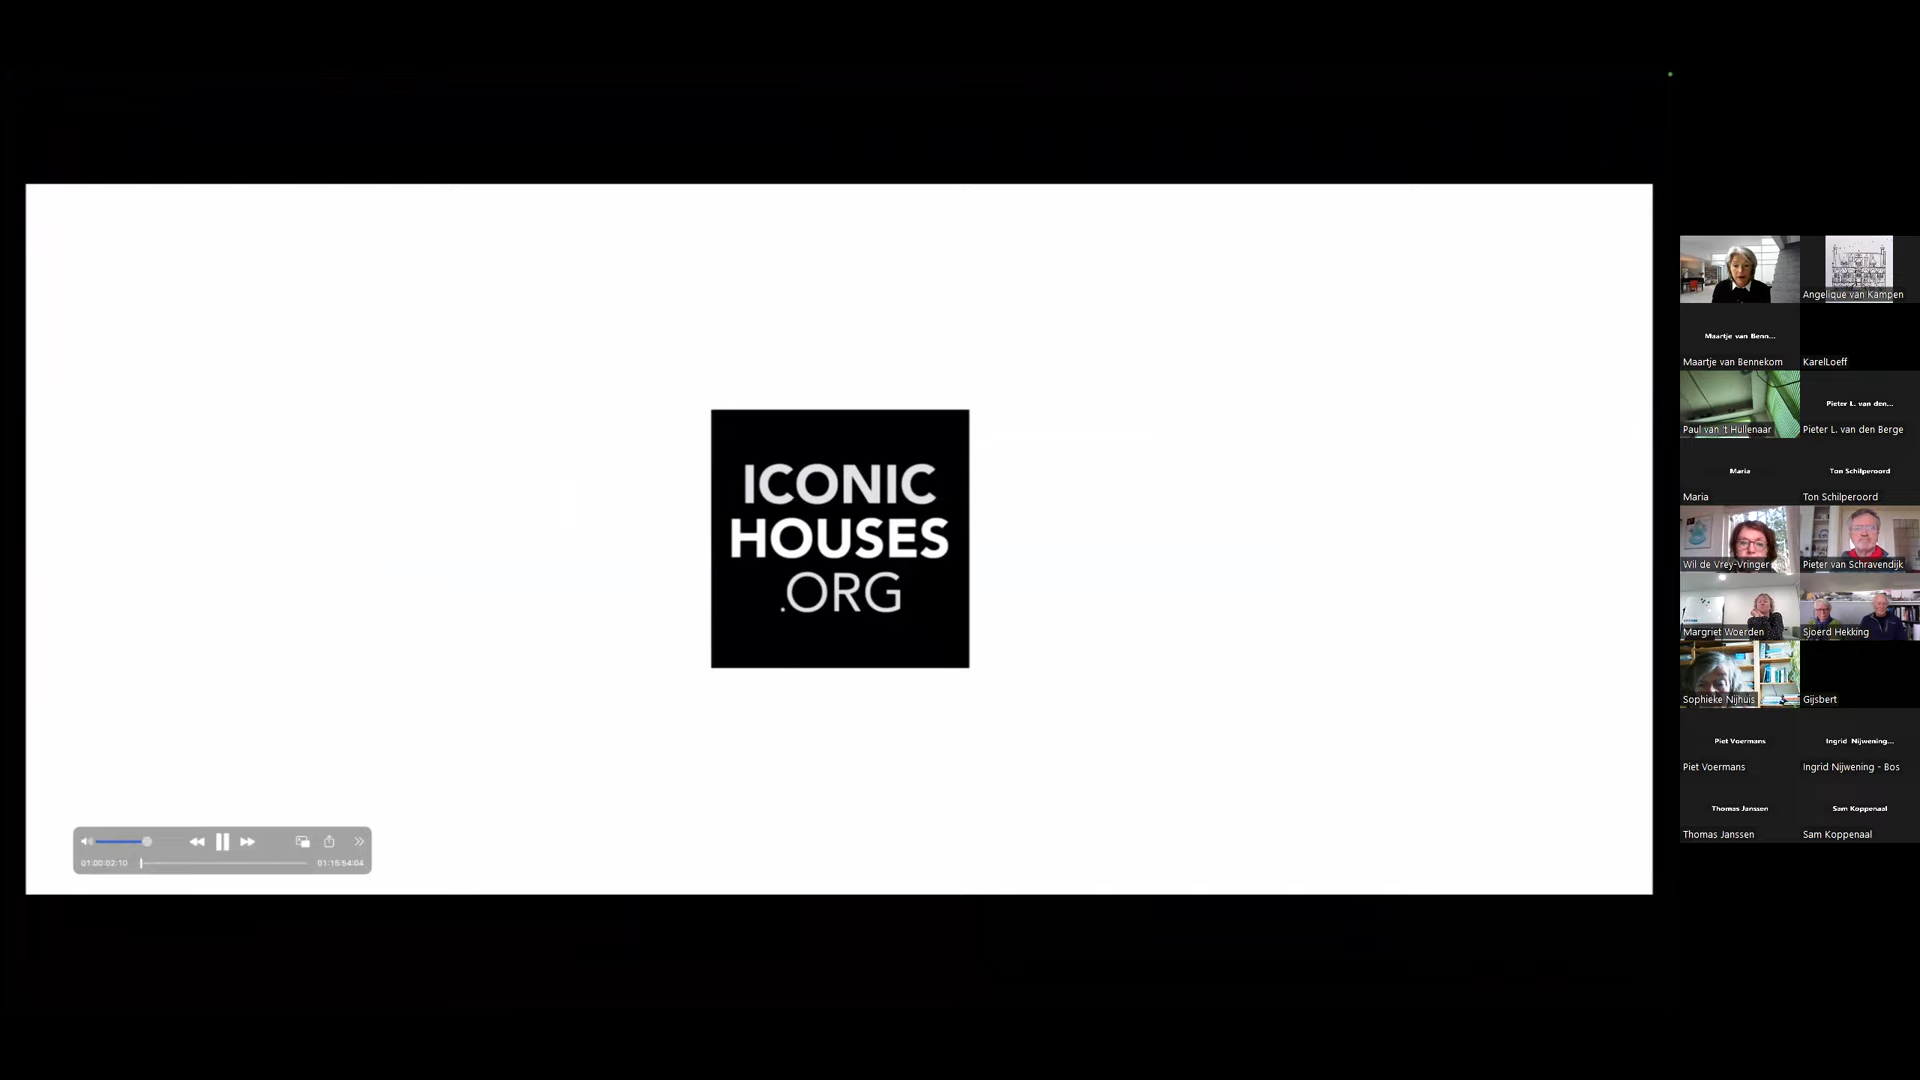 ICONIC
HOUSES
.ORG
01:00:02:10
01:15:54:04
Angelique van Kampen
Maartje van Benn...
Maartje van Bennekom
KarelLoeff
Paul van 't Hullenaar
Pieter L. van den...
Pieter L. van den Berge
Maria
Maria
Ton Schilperoord
Ton Schilperoord
Wil de Vrey-Vringer
Pieter van Schravendijk
Margriet Woerden
Sjoerd Hekking
Sophieke Nijhuis
Gijsbert
Piet Voermans
Piet Voermans
Ingrid Nijwening...
Ingrid Nijwening - Bos
Thomas Janssen
Thomas Janssen
Sam Koppenaal
Sam Koppenaal